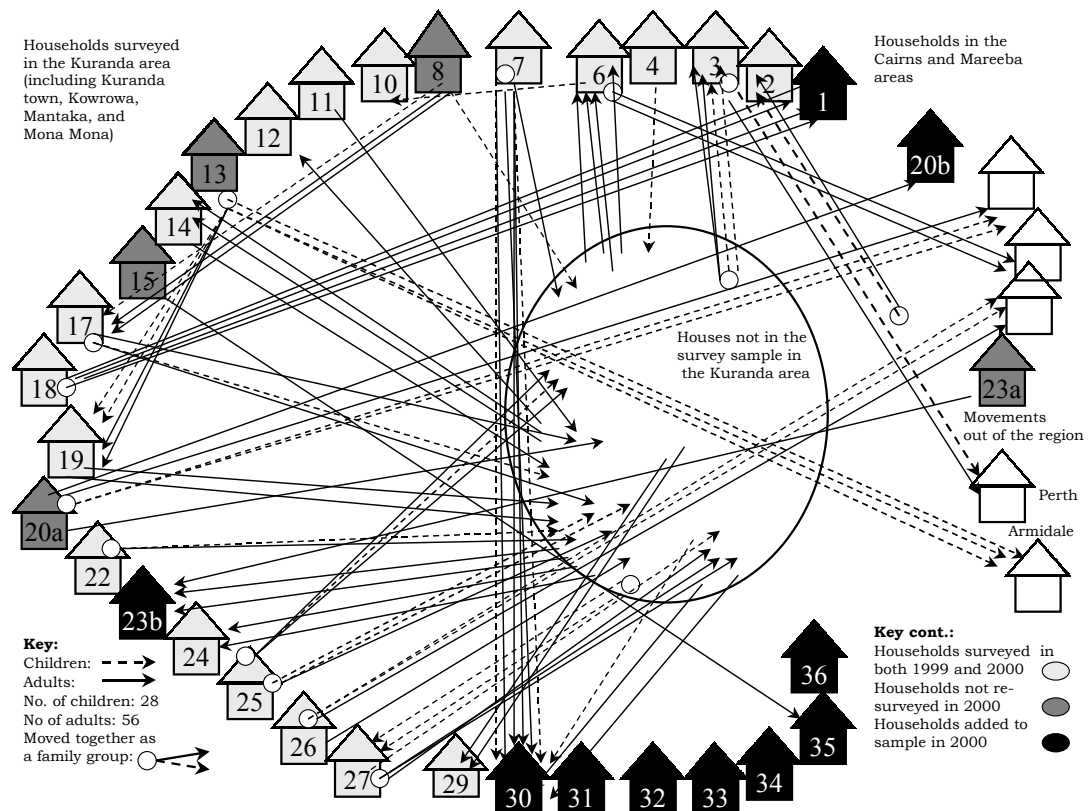 Households surveyed
in the Kuranda area
(including Kuranda
town, Kowrowa,
Mantaka, and
Mona Mona)
Households in the
Cairns and Mareeba
areas
7
6
4
3
2
1
8
10
11
12
13
14
15
17
18
19
20a
22
23b
24
25
26
27
29
30
31
32
33
34
35
36
20b
23a
Houses not in the
survey sample in
the Kuranda area
Movements
out of the region
Perth
Armidale
Key:
Children:
Adults:
No. of children: 28
No of adults: 56
Moved together as
a family group:
Key cont.:
Households surveyed in
both 1999 and 2000
Households not re-
surveyed in 2000
Households added to
sample in 2000